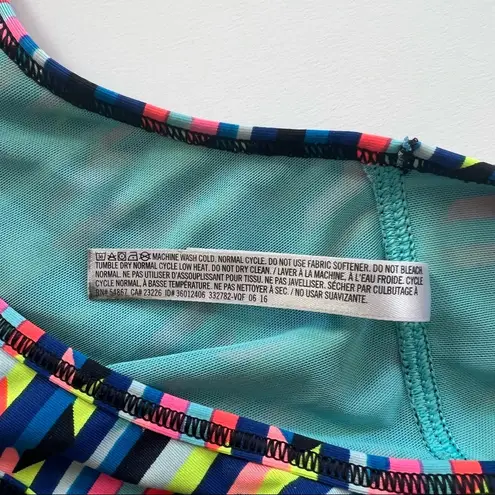 MACHINE WASH COLD. NORMAL CYCLE. DO NOT USE FABRIC SOFTENER. DO NOT BLEACH
TUMBLE DRY NORMAL CYCLE LOW HEAT. DO NOT DRY CLEAN. / LAVER À LA MACHINE, À L'EAU FROIDE. CYCLE
NORMAL. NE PAS UTILISER D'ASSOUPLISSANT POUR TISSU. NE PAS JAVELLISER. SÉCHER PAR CULBUTAGE À
CYCLE NORMAL, À BASSE TEMPÉRATURE. NE PAS NETTOYER À SEC. / NO USAR SUAVIZANTE.
RN# 54867 CA# 23226 ID# 36012406 332782-VQF 06 16